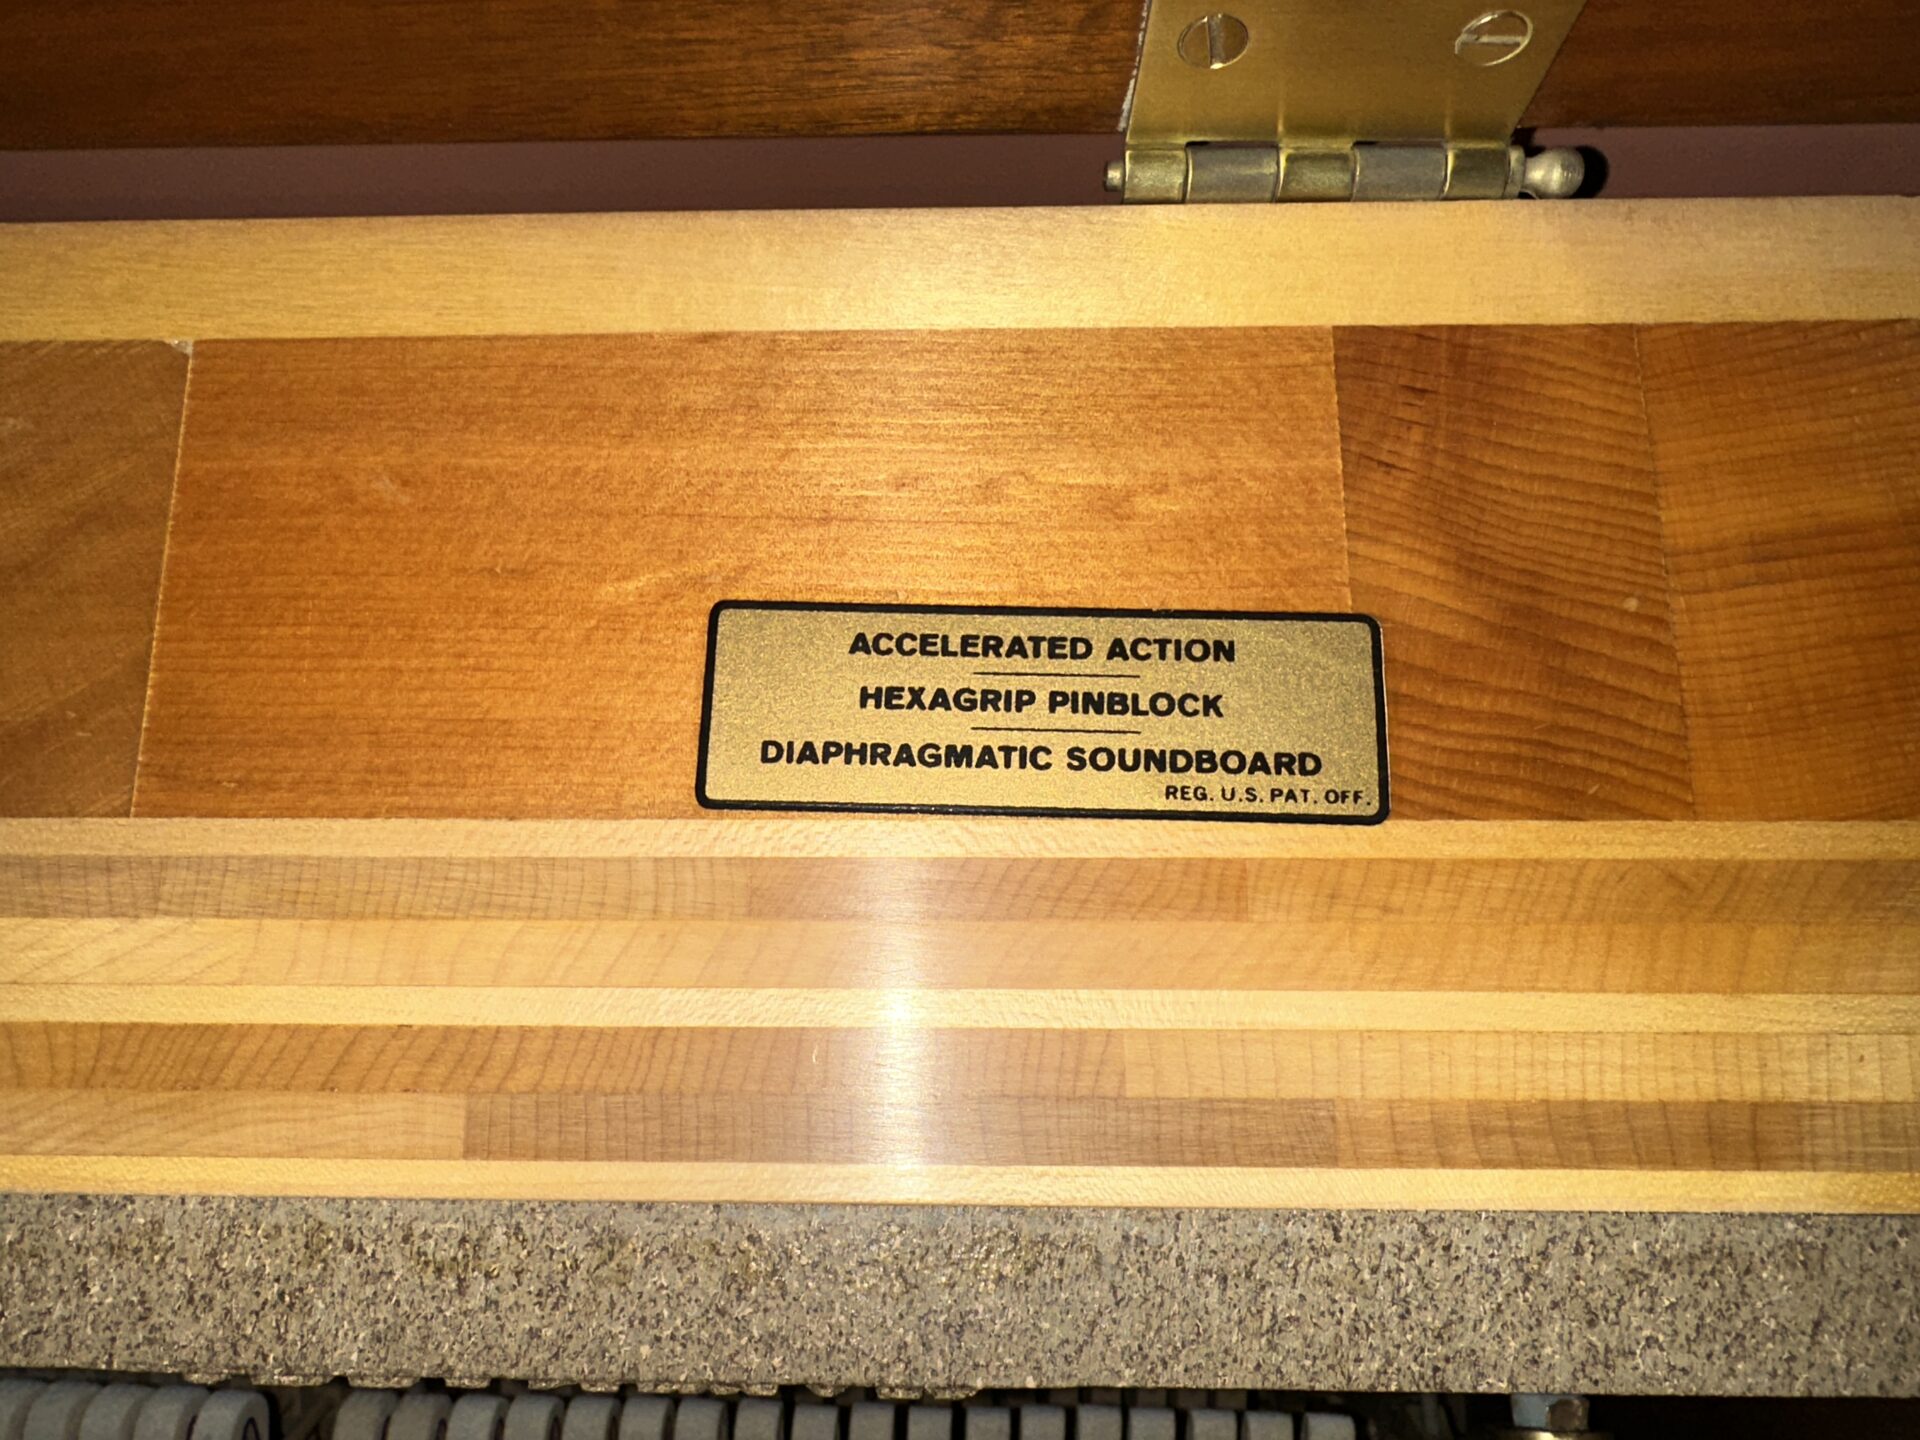 ACCELERATED ACTION
HEXAGRIP PINBLOCK
DIAPHRAGMATIC SOUNDBOARD
REG. U.S. PAT. OFF.